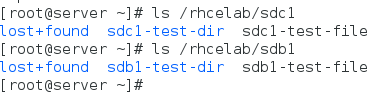 [root@server ~]# ls /rhcelab/sdc1
lost+found  sdc1-test-dir  sdc1-test-file
[root@server ~]# ls /rhcelab/sdb1
lost+found  sdb1-test-dir  sdb1-test-file
[root@server ~]#